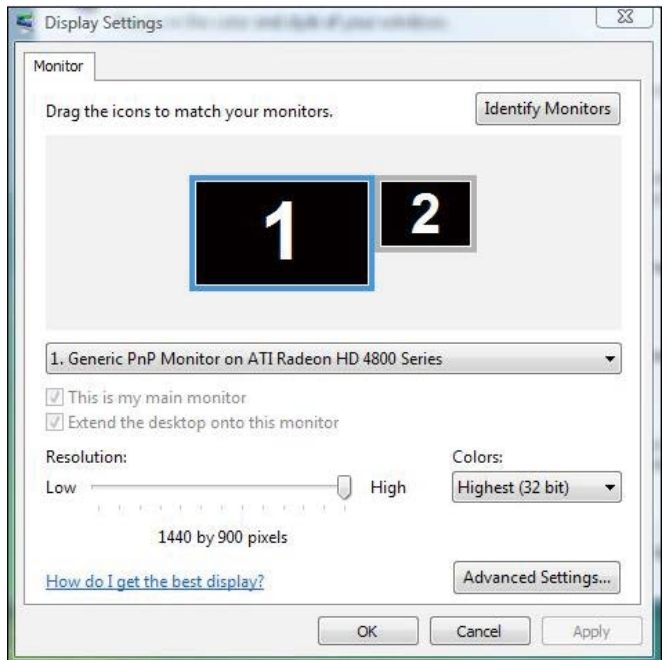 Display Settings
Monitor
Drag the icons to match your monitors.
Identify Monitors
1
2
1. Generic PnP Monitor on ATI Radeon HD 4800 Series
This is my main monitor
Extend the desktop onto this monitor
Resolution:
Colors:
Low
High
Highest (32 bit)
1440 by 900 pixels
How do I get the best display?
Advanced Settings...
OK
Cancel
Apply